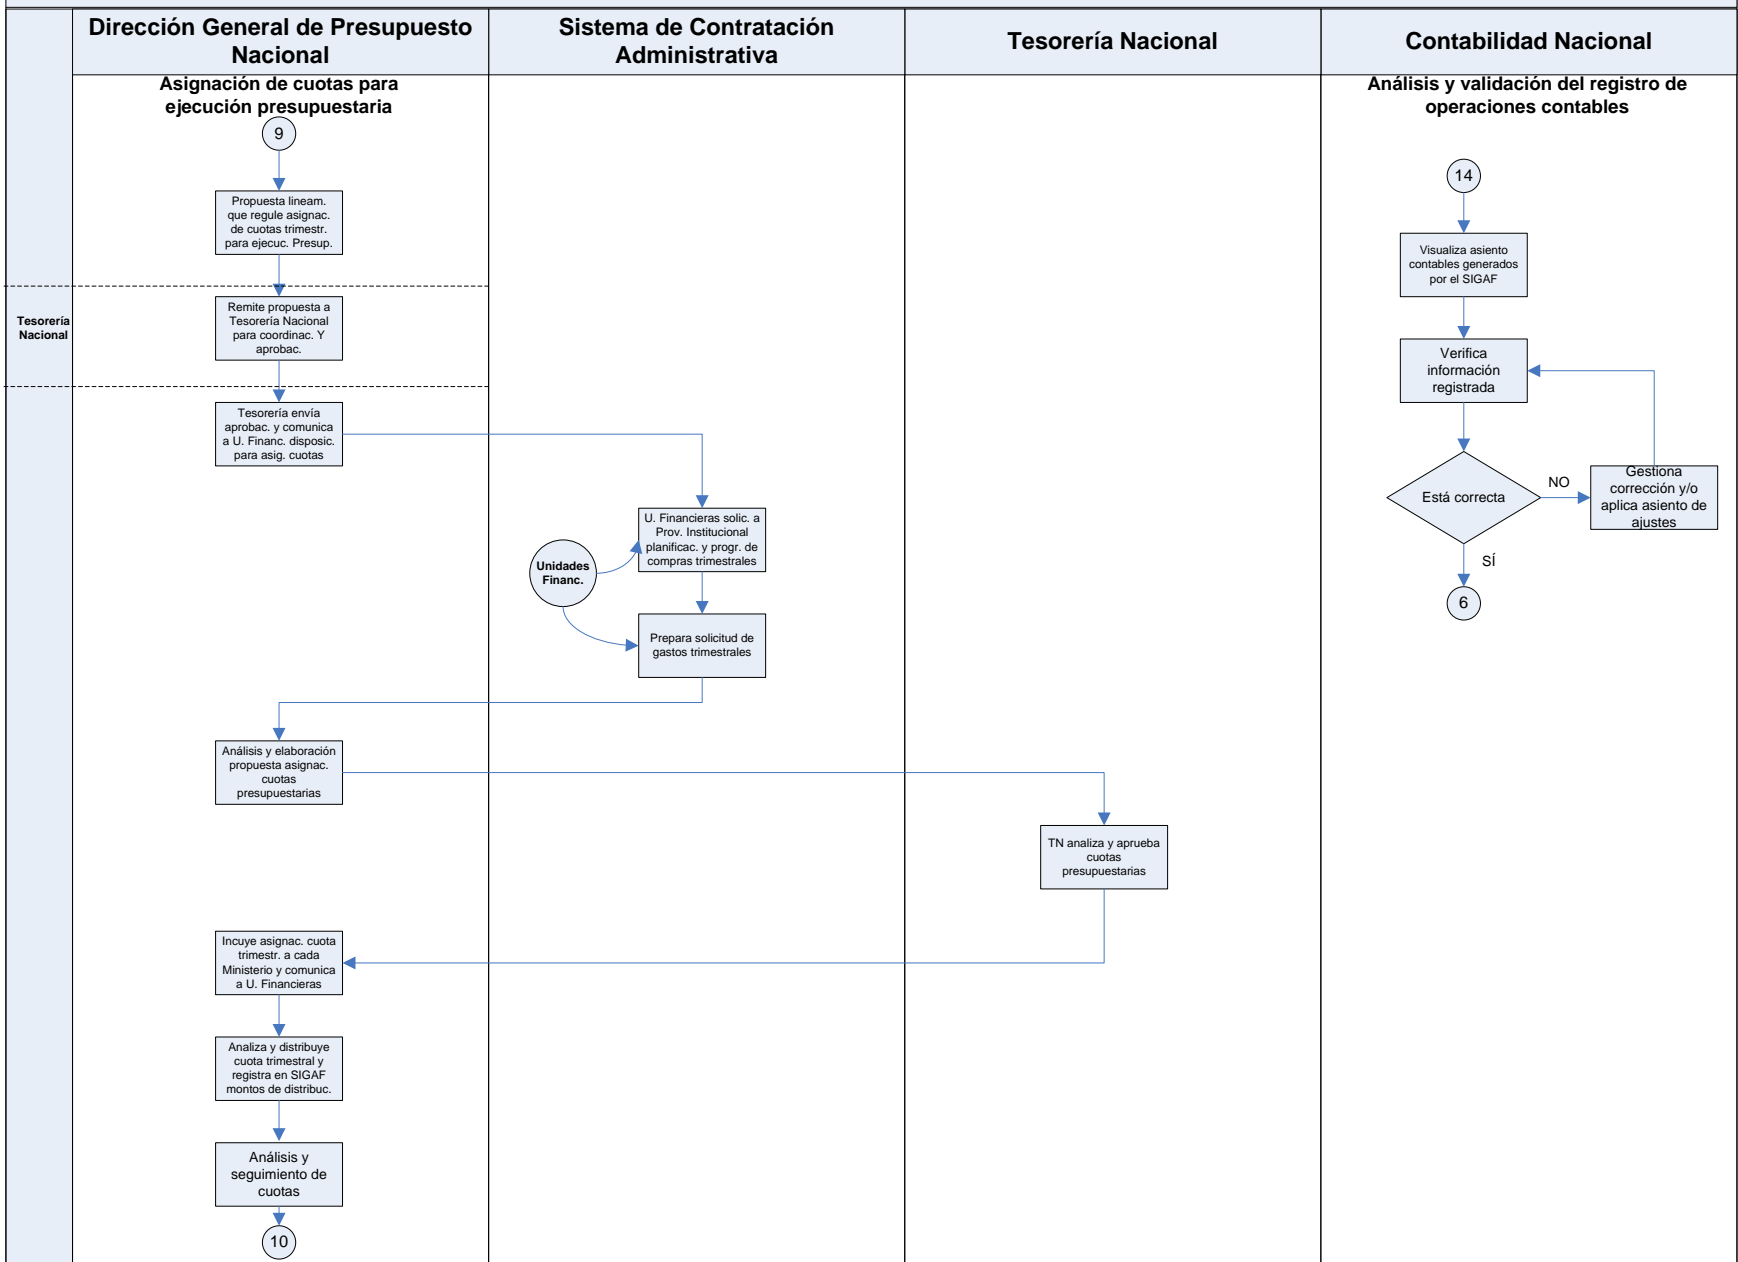 Dirección General de Presupuesto
Nacional
Sistema de Contratación
Administrativa
Tesorería Nacional
Contabilidad Nacional
Asignación de cuotas para
ejecución presupuestaria
9
Propuesta lineam.
que regule asignac.
de cuotas trimestr.
para ejecuc. Presup.
Tesorería
Nacional
Remite propuesta a
Tesorería Nacional
para coordinac. Y
aprobac.
Tesorería envía
aprobac. y comunica
a U. Financ. disposic.
para asig. cuotas
U. Financieras solic. a
Prov. Institucional
planificac. y progr. de
compras trimestrales
Unidades
Financ.
Prepara solicitud de
gastos trimestrales
Análisis y elaboración
propuesta asignac.
cuotas
presupuestarias
TN analiza y aprueba
cuotas
presupuestarias
Incuye asignac. cuota
trimestr. a cada
Ministerio y comunica
a U. Financieras
Analiza y distribuye
cuota trimestral y
registra en SIGAF
montos de distribuc.
Análisis y
seguimiento de
cuotas
10
Análisis y validación del registro de
operaciones contables
14
Visualiza asiento
contables generados
por el SIGAF
Verifica
información
registrada
Está correcta
NO
Gestiona
corrección y/o
aplica asiento de
ajustes
SÍ
6